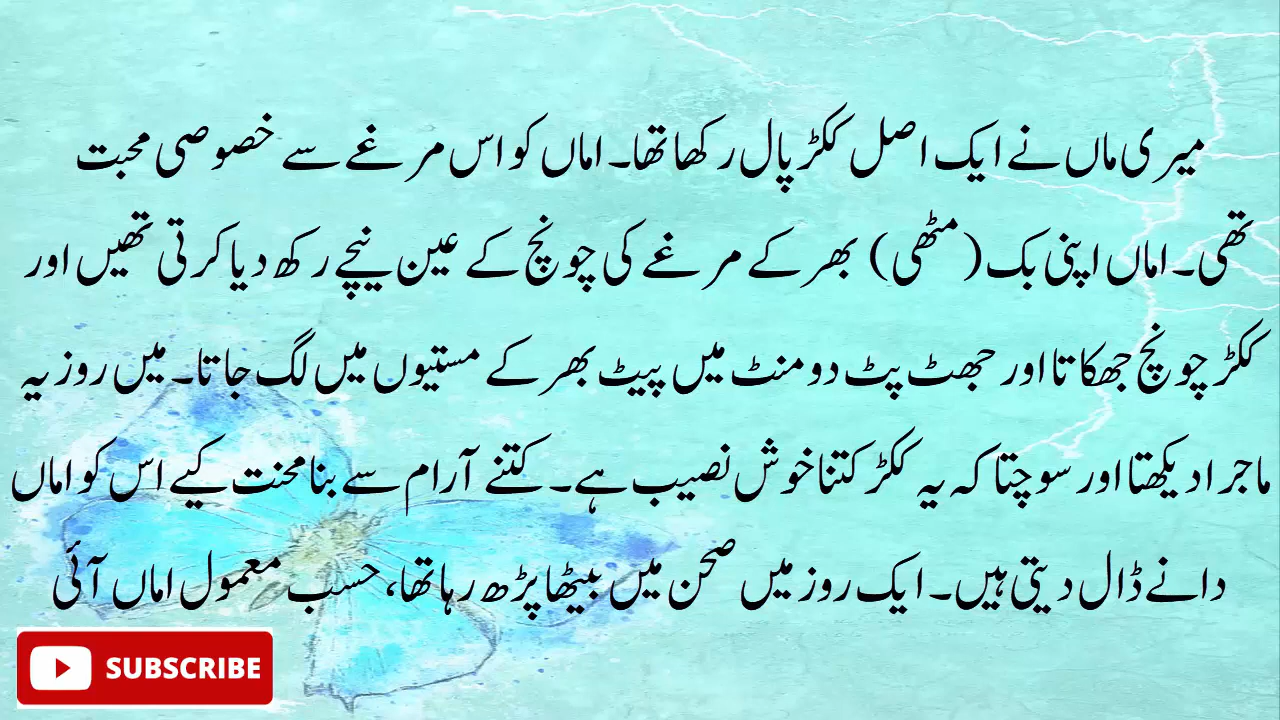 میری ماں نے ایک اصل ککڑ پال رکھا تھا۔ اماں کو اس مرغے سے خصوصی محبت
تھی۔ اماں اپنی بک (مٹھی) بھر کے مرغے کی چونچ کے عین نیچے رکھ دیا کرتی تھیں اور
ککڑ چونچ جھکاتا اور جھٹ پٹ دو منٹ میں پیٹ بھر کے مستیوں میں لگ جاتا۔ میں روز یہ
ماجرا دیکھتا اور سوچتا کہ یہ ککڑ کتنا خوش نصیب ہے۔ کتنے آرام سے بنا محنت کیے اس کو اماں
دانے ڈال دیتی ہیں۔ ایک روز میں صحن میں بیٹھا پڑھ رہا تھا، حسب معمول اماں آئی
SUBSCRIBE